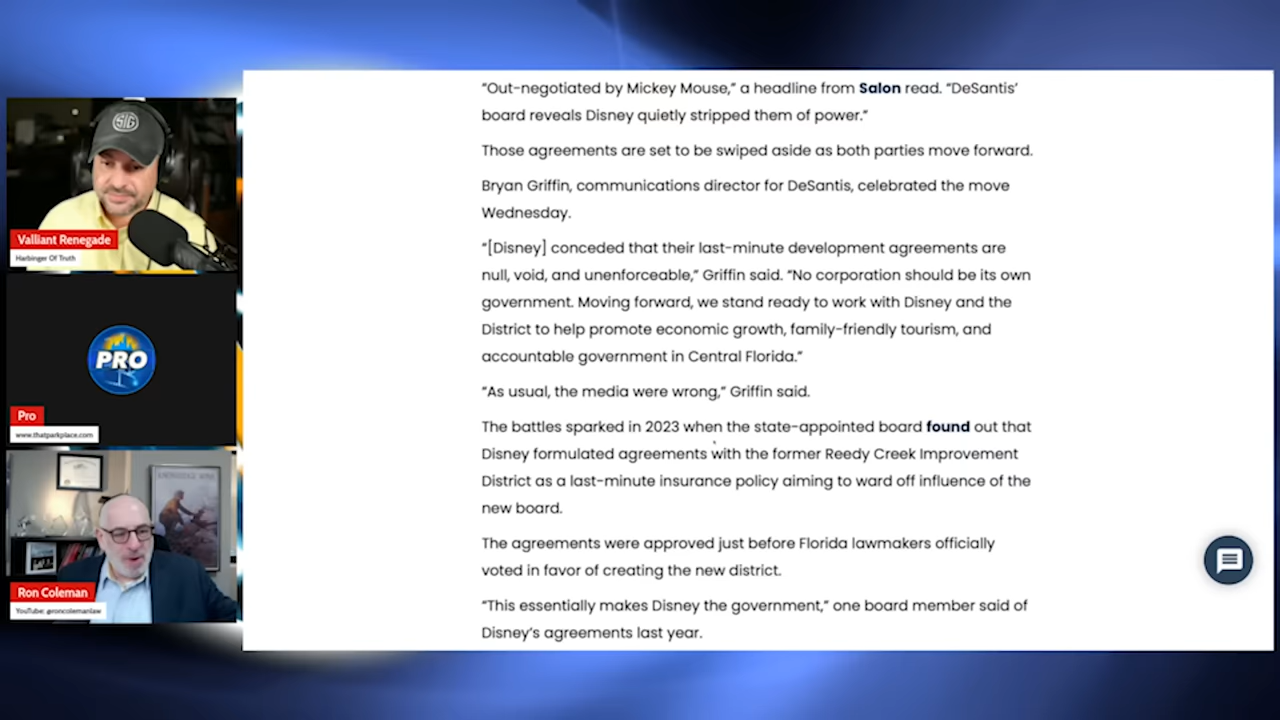 “Out-negotiated by Mickey Mouse,” a headline from Salon read. “DeSantis’
board reveals Disney quietly stripped them of power.”
Those agreements are set to be swiped aside as both parties move forward.
Bryan Griffin, communications director for DeSantis, celebrated the move
Wednesday.
“[Disney] conceded that their last-minute development agreements are
null, void, and unenforceable,” Griffin said. “No corporation should be its own
government. Moving forward, we stand ready to work with Disney and the
District to help promote economic growth, family-friendly tourism, and
accountable government in Central Florida.”
“As usual, the media were wrong,” Griffin said.
The battles sparked in 2023 when the state-appointed board found out that
Disney formulated agreements with the former Reedy Creek Improvement
District as a last-minute insurance policy aiming to ward off influence of the
new board.
The agreements were approved just before Florida lawmakers officially
voted in favor of creating the new district.
“This essentially makes Disney the government,” one board member said of
Disney’s agreements last year.
SIG
Valliant Renegade
Harbinger Of Truth
PRO
Pro
www.thatparkplace.com
KNOWLEDGE WINS
Ron Coleman
YouTube: @roncolemanlaw